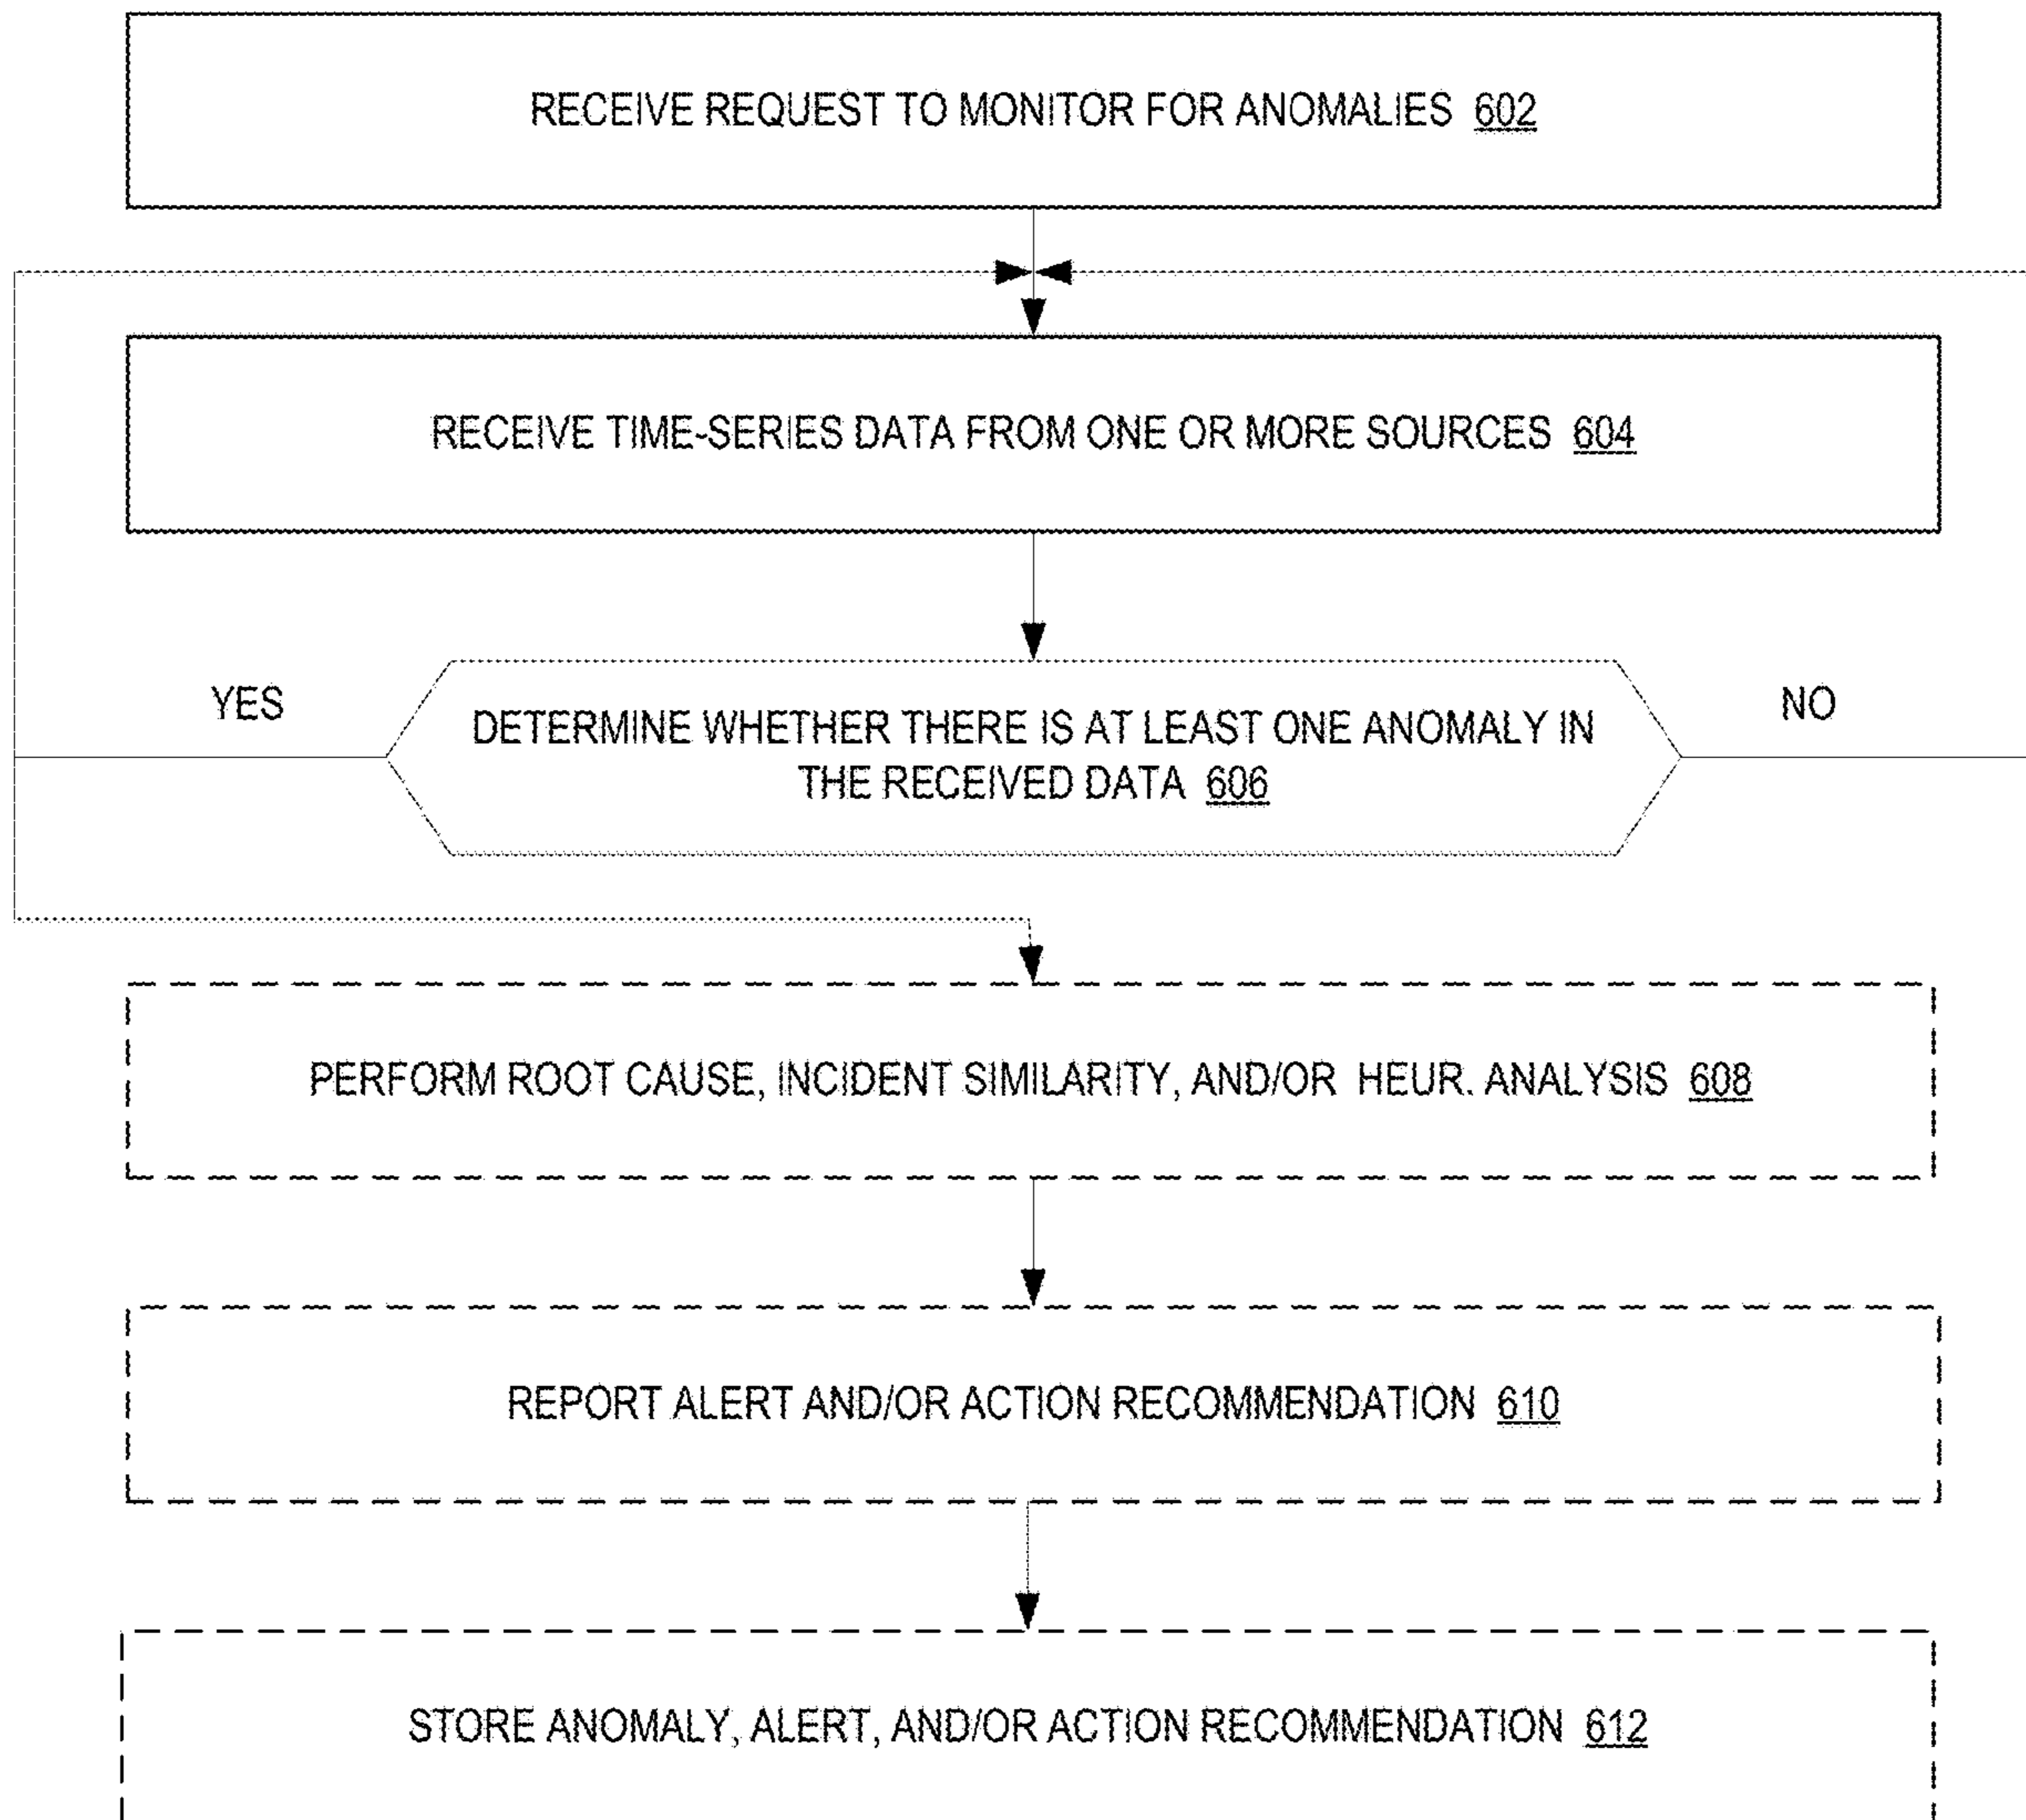 RECEIVE REQUEST TO MONITOR FOR ANOMALIES 602
RECEIVE TIME-SERIES DATA FROM ONE OR MORE SOURCES 604
YES
NO
DETERMINE WHETHER THERE IS AT LEAST ONE ANOMALY IN
THE RECEIVED DATA 606
PERFORM ROOT CAUSE, INCIDENT SIMILARITY, AND/OR HEUR. ANALYSIS 608
REPORT ALERT AND/OR ACTION RECOMMENDATION 610
STORE ANOMALY, ALERT, AND/OR ACTION RECOMMENDATION 612